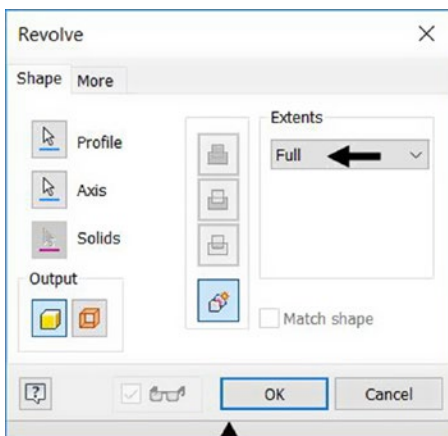 Revolve
Shape More
Extents
Profile
Full
Axis
Solids
Output
Match shape
OK Cancel